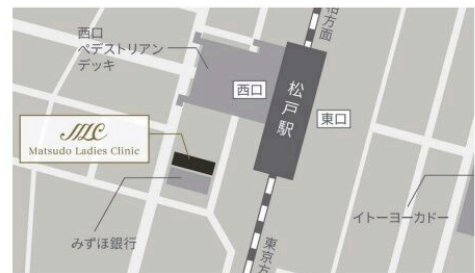 柏方面
西口
ペデストリアン
デッキ
西口
松戸駅
東口
MLC
Matsudo Ladies Clinic
みずほ銀行
イトーヨーカドー
東京方